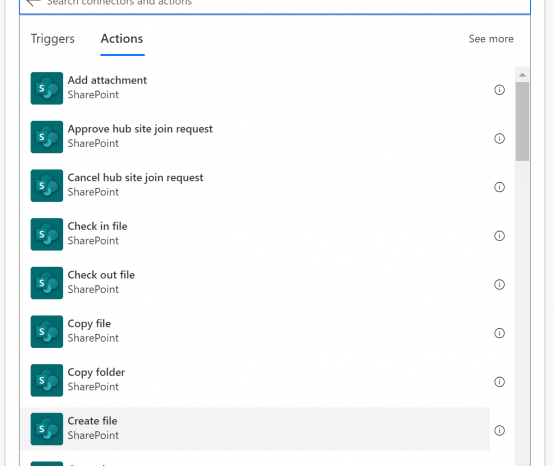 Search connectors and actions
Triggers
Actions
See more
Add attachment
SharePoint
Approve hub site join request
SharePoint
Cancel hub site join request
SharePoint
Check in file
SharePoint
Check out file
SharePoint
Copy file
SharePoint
Copy folder
SharePoint
Create file
SharePoint